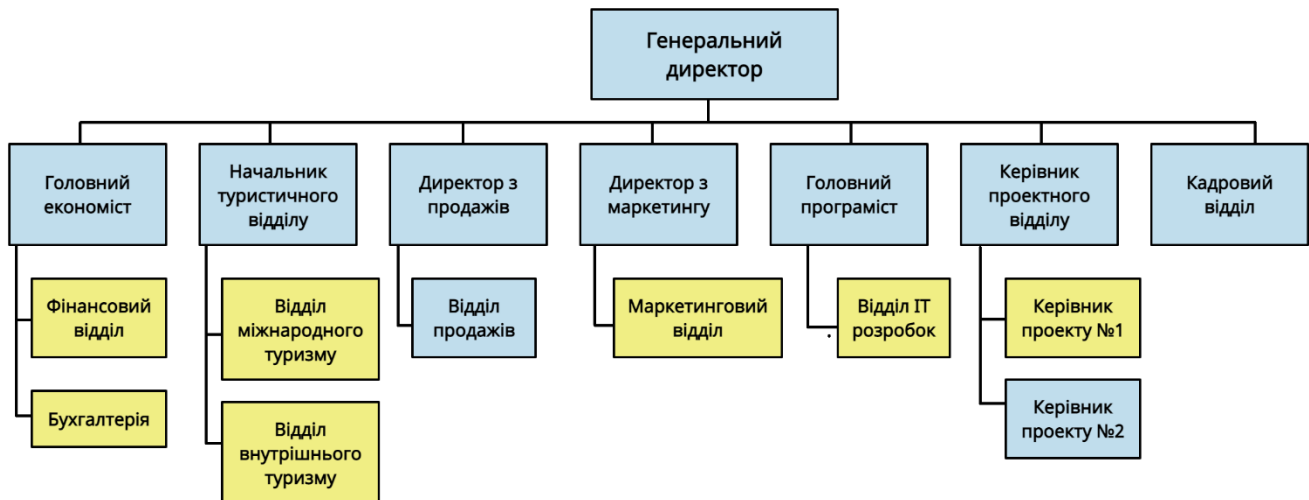 Генеральний
директор
Головний
економіст
Начальник
туристичного
відділу
Директор з
продажів
Директор з
маркетингу
Головний
програміст
Керівник
проектного
відділу
Кадровий
відділ
Фінансовий
відділ
Відділ
міжнародного
туризму
Відділ
продажів
Маркетинговий
відділ
Відділ ІТ
розробок
Керівник
проекту №1
Бухгалтерія
Відділ
внутрішнього
туризму
Керівник
проекту №2